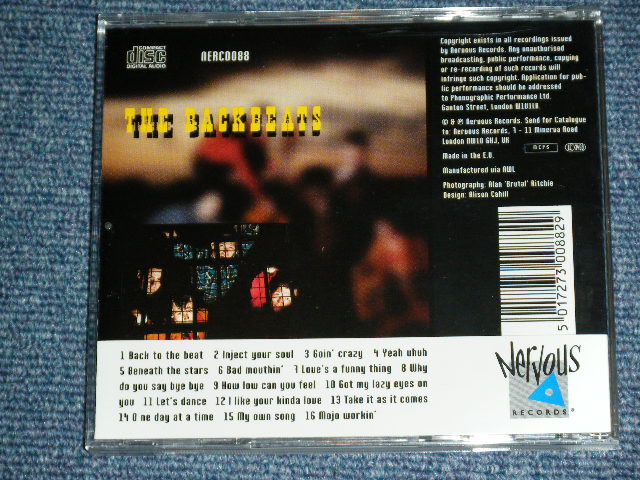 COMPACT
disc
DIGITAL AUDIO
NERCD088
THE BACKBEATS
Copyright exists in all recordings issued
by Nervous Records. Any unauthorised
broadcasting, public performance, copying
or re-recording of such records will
infringe such copyright. Application for pub-
lic performance should be addressed
to Phonographic Performance Ltd.
Ganton Street, London
© & ℗ Nervous Records. Send for Catalogue
to: Nervous Records, 7 - 11 Minerva Road
London NW10 6HJ, UK
MCPS
Made in the E.U.
Manufactured via AWL
Photography: Alan 'Brutal' Ritchie
Design: Alison Cahill
5 017273 008829
1 Back to the beat 2 Inject your soul 3 Goin' crazy 4 Yeah uhuh
5 Beneath the stars 6 Bad mouthin' 7 Love's a funny thing 8 Why
do you say bye bye 9 How low can you feel 10 Got my lazy eyes on
you 11 Let's dance 12 I like your kinda love 13 Take it as it comes
14 One day at a time 15 My own song 16 Mojo workin'
Nervous
RECORDS®